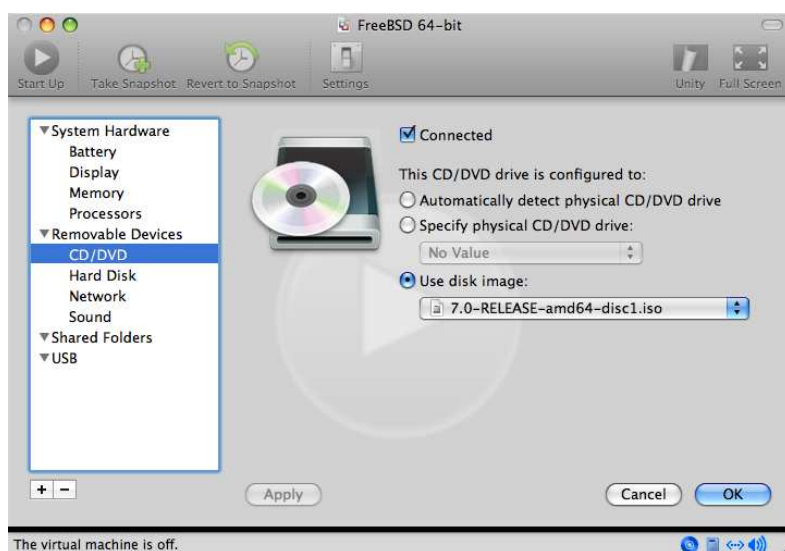 FreeBSD 64-bit
Start Up
Take Snapshot
Revert to Snapshot
Settings
Unity
Full Screen
System Hardware
Battery
Display
Memory
Processors
Removable Devices
CD/DVD
Hard Disk
Network
Sound
Shared Folders
USB
Connected
This CD/DVD drive is configured to:
Automatically detect physical CD/DVD drive
Specify physical CD/DVD drive:
No Value
Use disk image:
7.0-RELEASE-amd64-disc1.iso
+ −
Apply
Cancel
OK
The virtual machine is off.